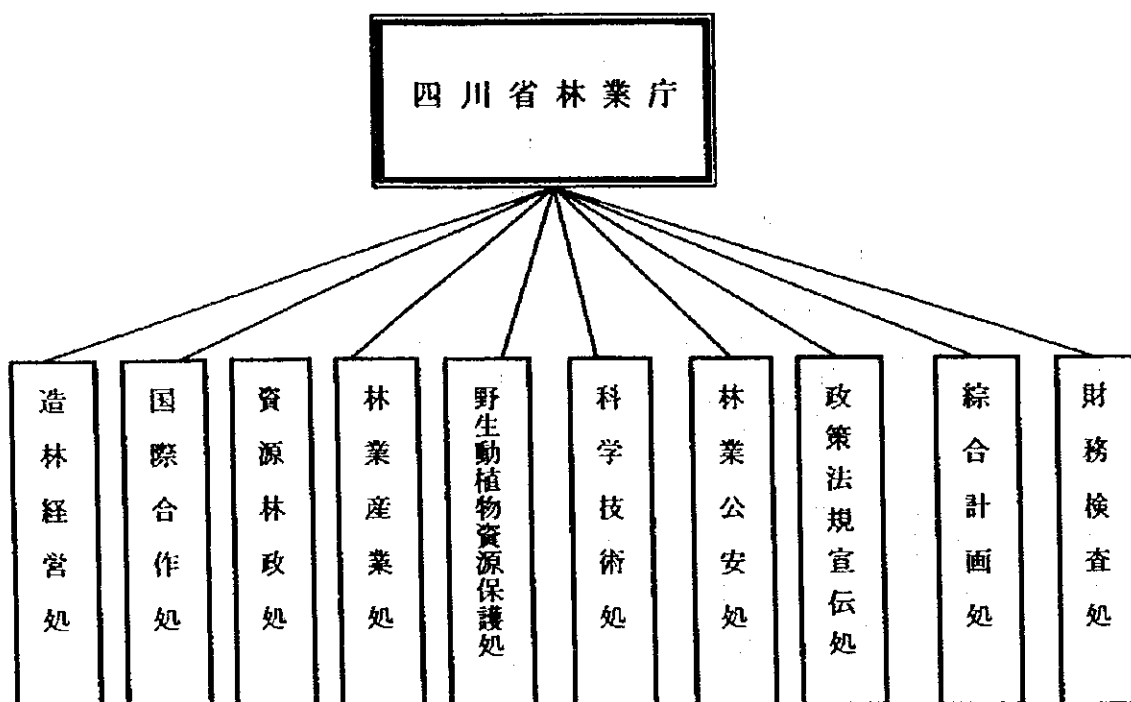 四川省林業庁
造林経営処
国際合作処
資源林政処
林業産業処
野生動植物資源保護処
科学技術処
林業公安処
政策法規宣伝処
綜合計画処
財務検査処